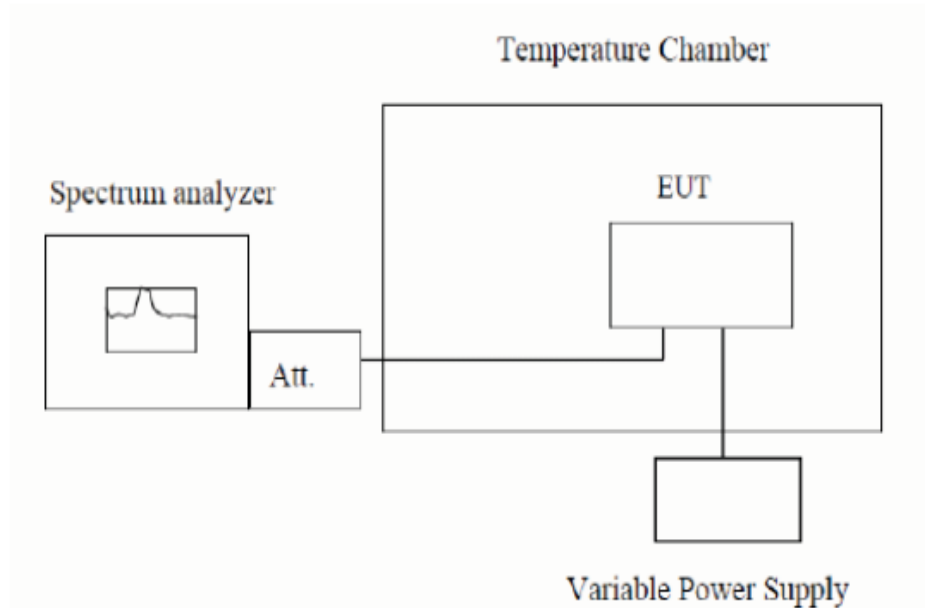 Temperature Chamber
Spectrum analyzer
EUT
Att.
Variable Power Supply